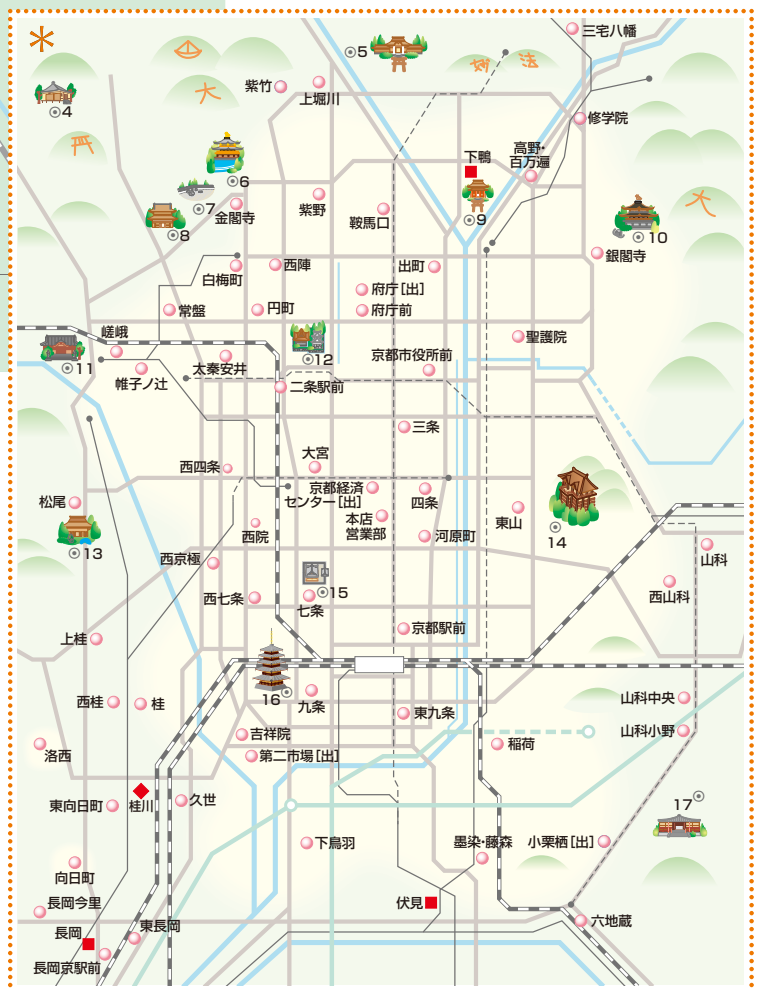 三宅八幡
5
妙
法
大
紫竹
上堀川
4
修学院
下鴨
高野・
百万遍
6
7
金閣寺
紫野
鞍馬口
9
大
8
10
銀閣寺
白梅町
西陣
出町
府庁[出]
常盤
円町
府庁前
嵯峨
聖護院
11
12
京都市役所前
帷子ノ辻
太秦安井
二条駅前
三条
大宮
西四条
京都経済
センター[出]
四条
松尾
本店
営業部
東山
14
西院
河原町
13
山科
西京極
15
西山科
西七条
七条
京都駅前
上桂
16
九条
山科中央
西桂
桂
東九条
吉祥院
山科小野
洛西
第二市場[出]
稲荷
東向日町
桂川
久世
17
下鳥羽
墨染・藤森
小栗栖[出]
向日町
長岡今里
伏見
長岡
東長岡
六地蔵
長岡京駅前